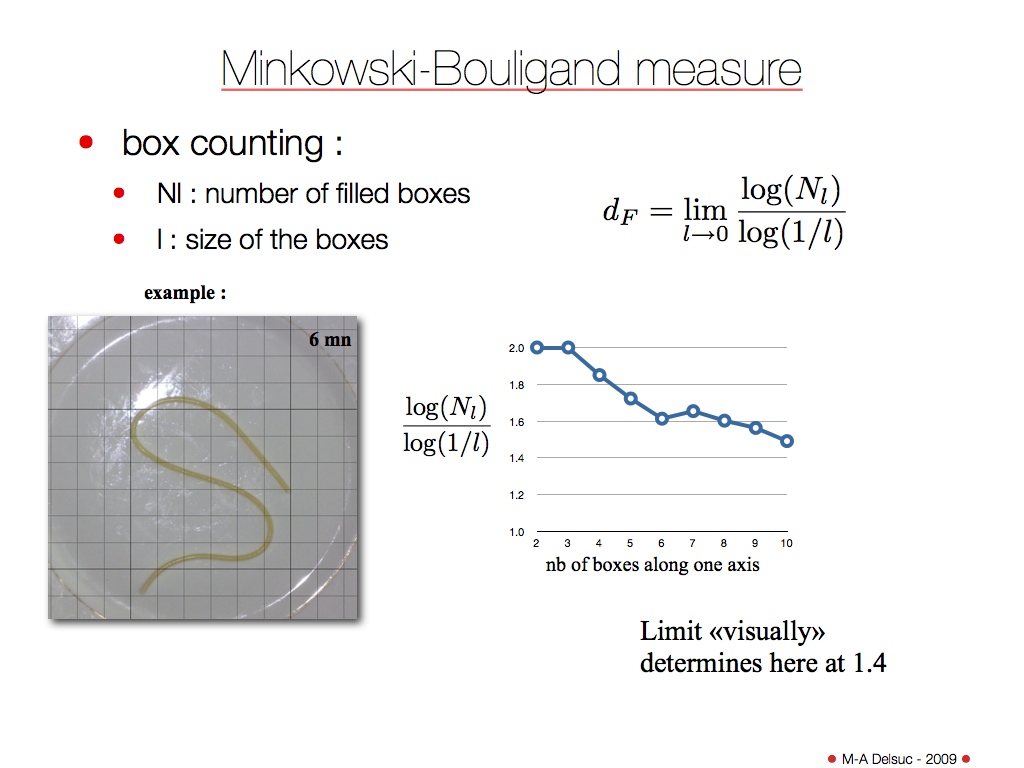 Minkowski-Bouligand measure
• box counting :
• Nl : number of filled boxes
• l : size of the boxes
d_F = lim_{l→0} log(N_l) / log(1/l)
example :
6 mn
log(N_l) / log(1/l)
2.0
1.8
1.6
1.4
1.2
1.0
2 3 4 5 6 7 8 9 10
nb of boxes along one axis
Limit «visually»
determines here at 1.4
• M-A Delsuc - 2009 •